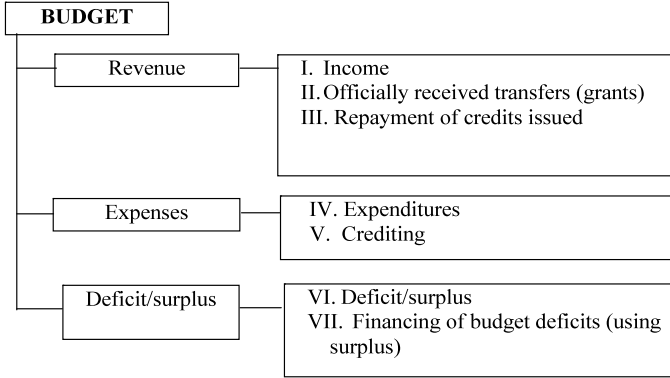 BUDGET
Revenue
I. Income
II. Officially received transfers (grants)
III. Repayment of credits issued
Expenses
IV. Expenditures
V. Crediting
Deficit/surplus
VI. Deficit/surplus
VII. Financing of budget deficits (using
surplus)